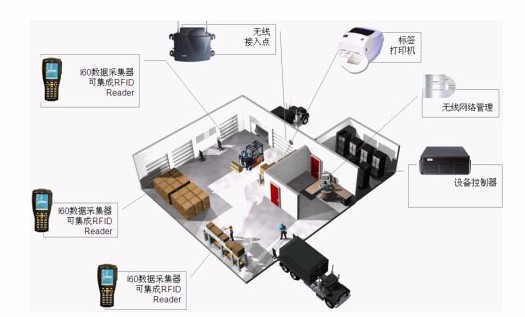 无线
接入点
标签
打印机
I60数据采集器
可集成RFID
Reader
无线网络管理
设备控制器
I60数据采集器
可集成RFID
Reader
I60数据采集器
可集成RFID
Reader